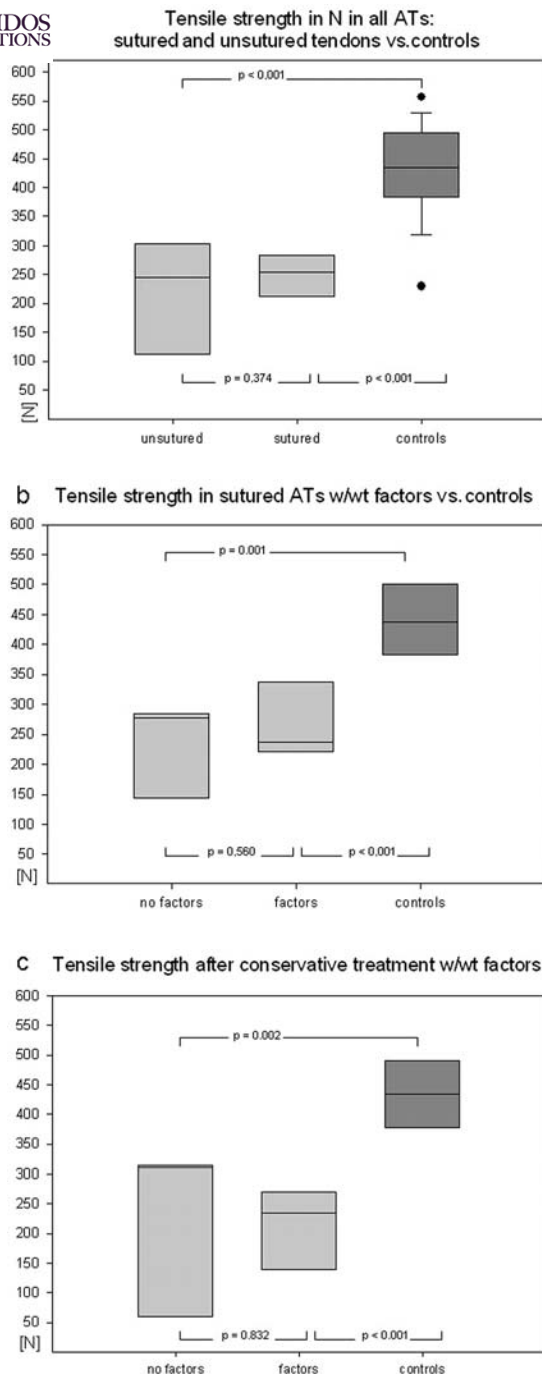 IDOS
TIONS
Tensile strength in N in all ATs:
sutured and unsutured tendons vs.controls
600
550
500
450
400
350
300
250
200
150
100
50
[N]
p < 0.001
p = 0.374
p < 0.001
unsutured
sutured
controls
b Tensile strength in sutured ATs w/wt factors vs. controls
600
550
500
450
400
350
300
250
200
150
100
50
[N]
p = 0.001
p = 0.560
p < 0.001
no factors
factors
controls
c Tensile strength after conservative treatment w/wt factors
600
550
500
450
400
350
300
250
200
150
100
50
[N]
p = 0.002
p = 0.832
p < 0.001
no factors
factors
controls